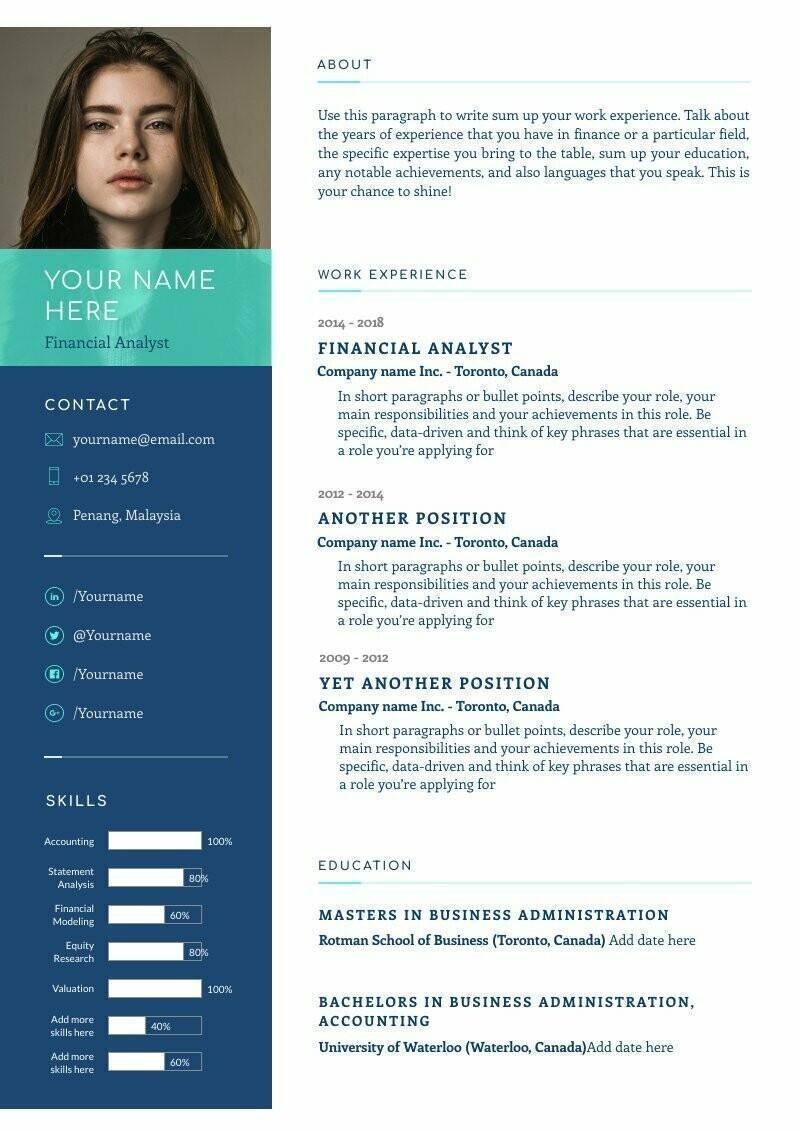 YOUR NAME
HERE
Financial Analyst
CONTACT
yourname@email.com
+01 234 5678
Penang, Malaysia
in /Yourname
@Yourname
/Yourname
G+ /Yourname
SKILLS
Accounting 100%
Statement
Analysis 80%
Financial
Modeling 60%
Equity
Research 80%
Valuation 100%
Add more
skills here 40%
Add more
skills here 60%
ABOUT
Use this paragraph to write sum up your work experience. Talk about
the years of experience that you have in finance or a particular field,
the specific expertise you bring to the table, sum up your education,
any notable achievements, and also languages that you speak. This is
your chance to shine!
WORK EXPERIENCE
2014 - 2018
FINANCIAL ANALYST
Company name Inc. - Toronto, Canada
In short paragraphs or bullet points, describe your role, your
main responsibilities and your achievements in this role. Be
specific, data-driven and think of key phrases that are essential in
a role you're applying for
2012 - 2014
ANOTHER POSITION
Company name Inc. - Toronto, Canada
In short paragraphs or bullet points, describe your role, your
main responsibilities and your achievements in this role. Be
specific, data-driven and think of key phrases that are essential in
a role you're applying for
2009 - 2012
YET ANOTHER POSITION
Company name Inc. - Toronto, Canada
In short paragraphs or bullet points, describe your role, your
main responsibilities and your achievements in this role. Be
specific, data-driven and think of key phrases that are essential in
a role you're applying for
EDUCATION
MASTERS IN BUSINESS ADMINISTRATION
Rotman School of Business (Toronto, Canada) Add date here
BACHELORS IN BUSINESS ADMINISTRATION,
ACCOUNTING
University of Waterloo (Waterloo, Canada)Add date here